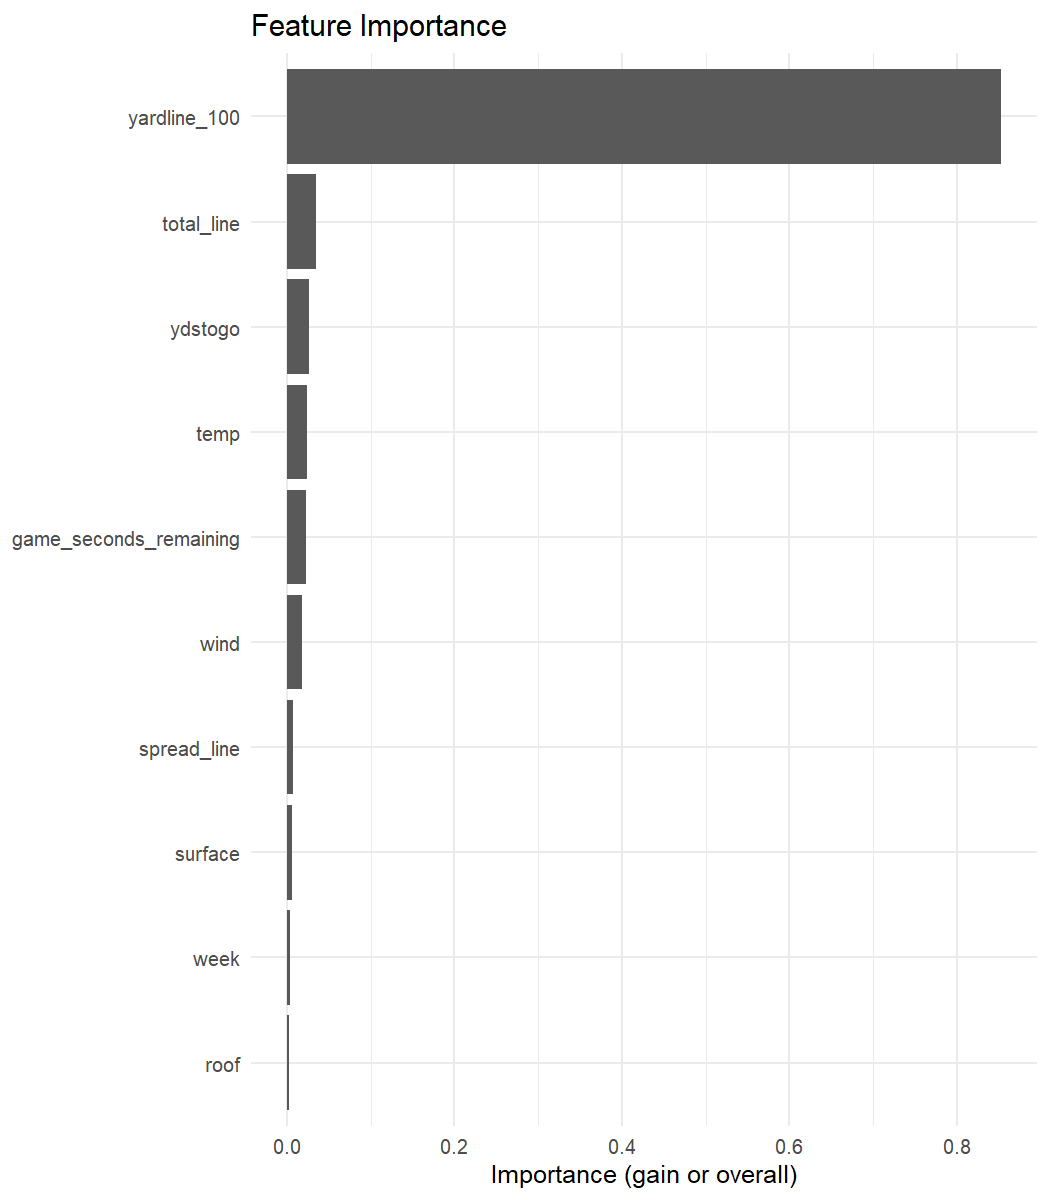 Feature Importance
yardline_100
total_line
ydstogo
temp
game_seconds_remaining
wind
spread_line
surface
week
roof
0.0 0.2 0.4 0.6 0.8
Importance (gain or overall)